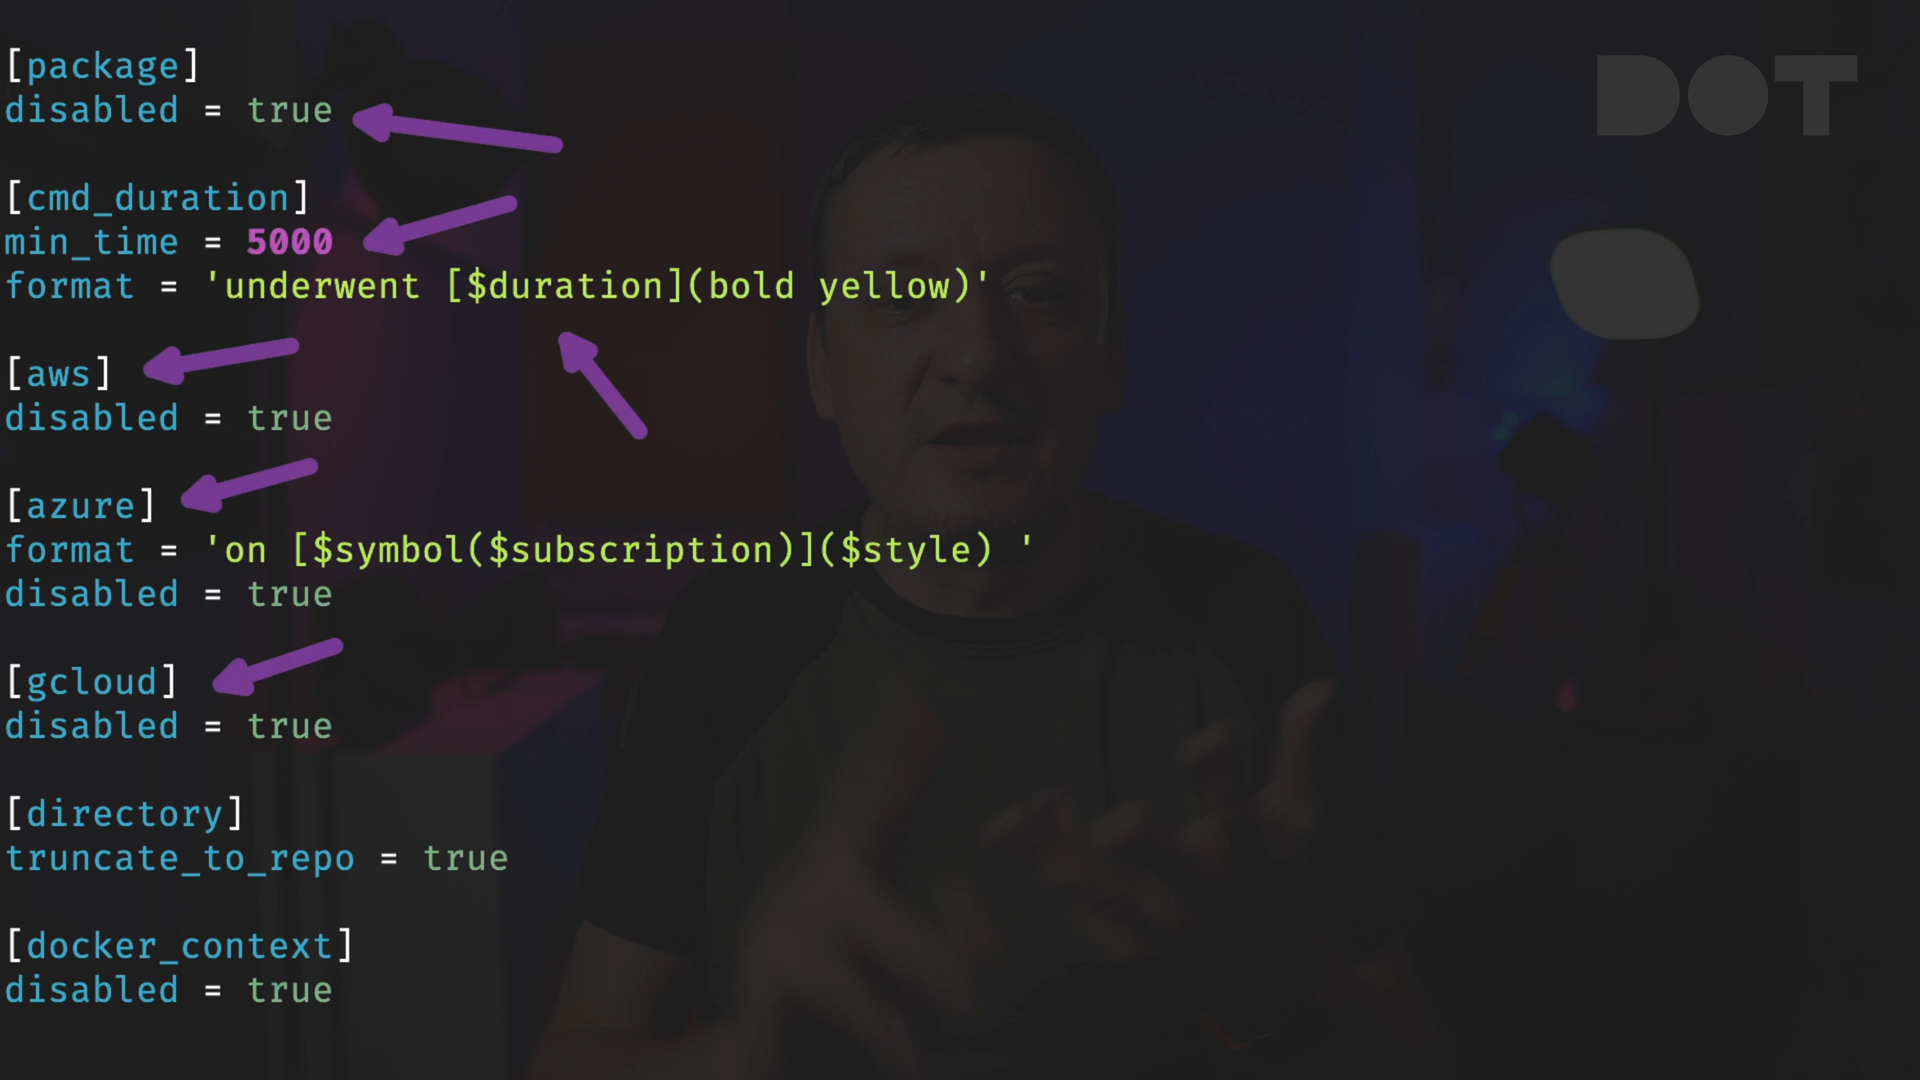 [package]
disabled = true
[cmd_duration]
min_time = 5000
format = 'underwent [$duration](bold yellow)'
[aws]
disabled = true
[azure]
format = 'on [$symbol($subscription)]($style) '
disabled = true
[gcloud]
disabled = true
[directory]
truncate_to_repo = true
[docker_context]
disabled = true
DOT